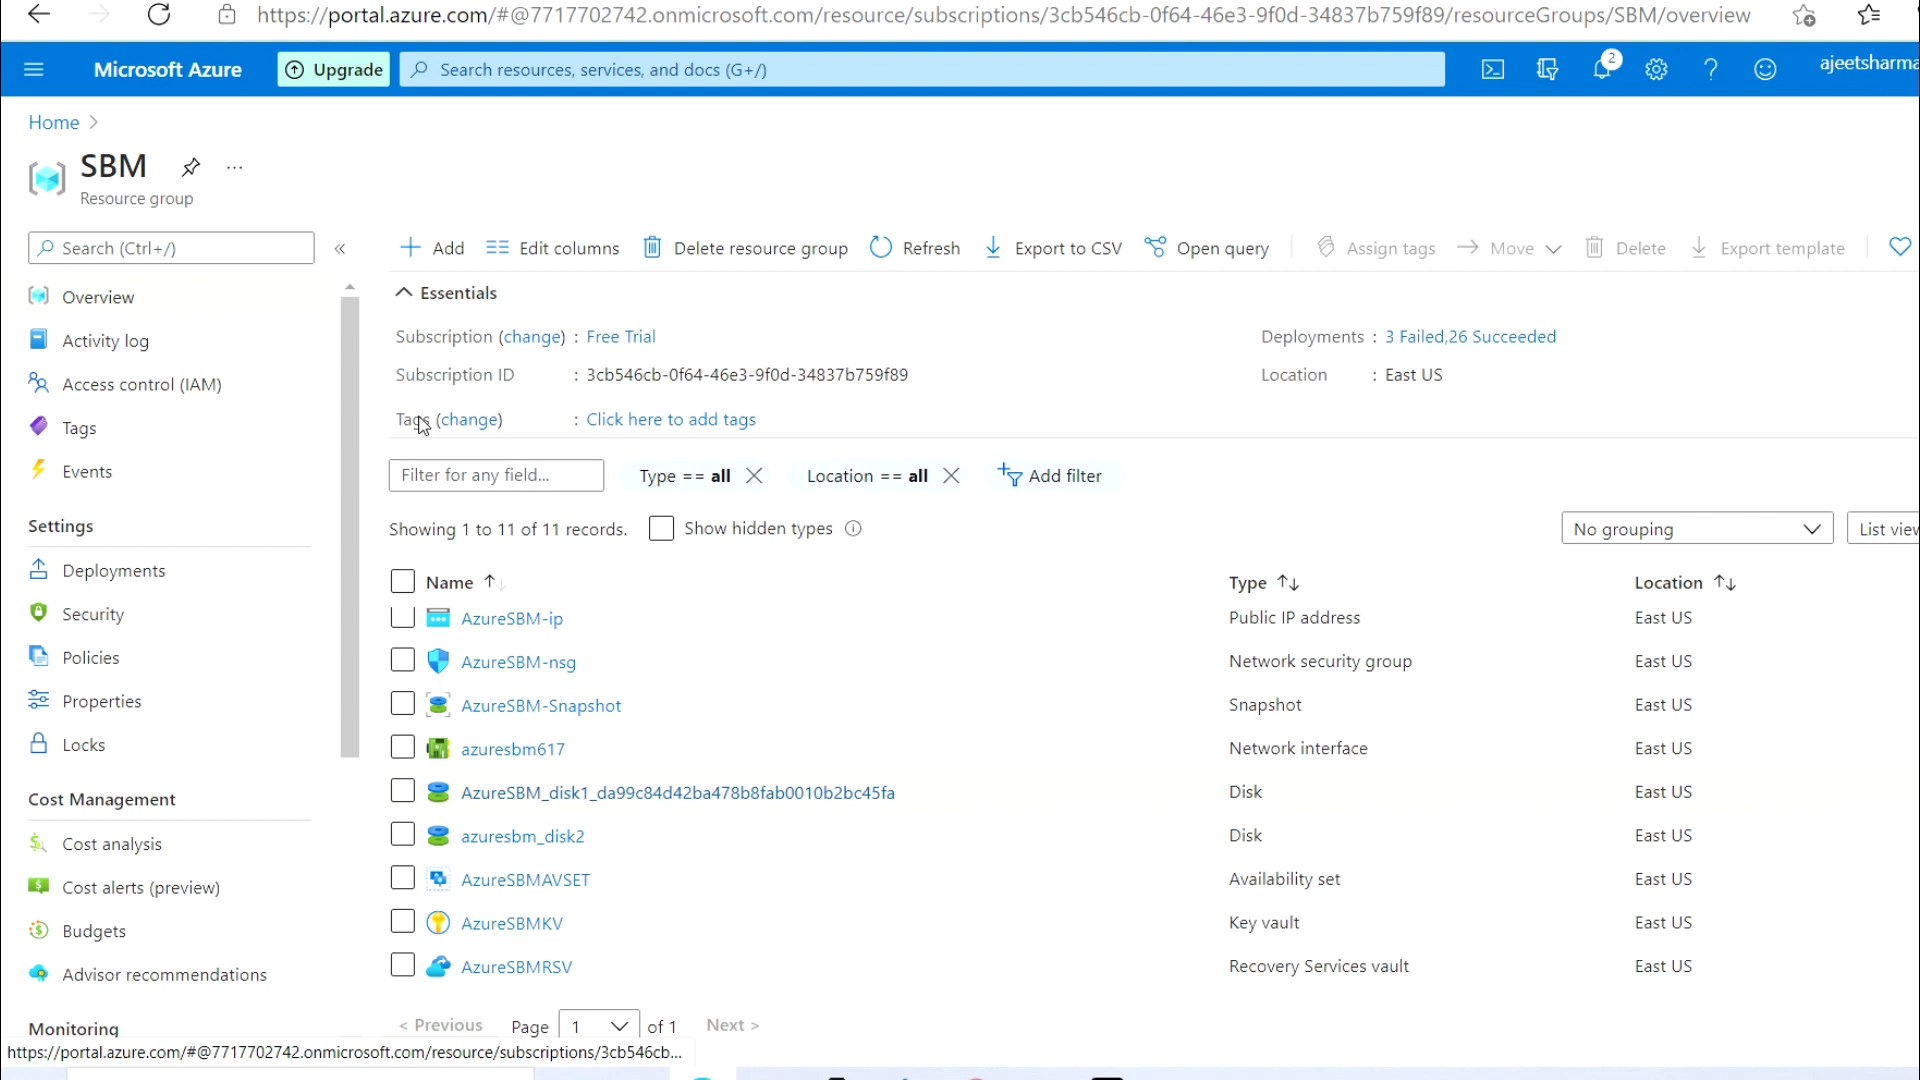 https://portal.azure.com/#@7717702742.onmicrosoft.com/resource/subscriptions/3cb546cb-0f64-46e3-9f0d-34837b759f89/resourceGroups/SBM/overview
Microsoft Azure
Upgrade
Search resources, services, and docs (G+/)
2
ajeetsharma
Home >
SBM
...
Resource group
Search (Ctrl+/)
«
Add
Edit columns
Delete resource group
Refresh
Export to CSV
Open query
Assign tags
Move
Delete
Export template
Overview
Activity log
Access control (IAM)
Tags
Events
Settings
Deployments
Security
Policies
Properties
Locks
Cost Management
Cost analysis
Cost alerts (preview)
Budgets
Advisor recommendations
Monitoring
Essentials
Subscription (change) : Free Trial
Deployments : 3 Failed,26 Succeeded
Subscription ID : 3cb546cb-0f64-46e3-9f0d-34837b759f89
Location : East US
Tags (change) : Click here to add tags
Filter for any field...
Type == all
Location == all
Add filter
Showing 1 to 11 of 11 records.
Show hidden types
No grouping
List view
Name Type Location
AzureSBM-ip Public IP address East US
AzureSBM-nsg Network security group East US
AzureSBM-Snapshot Snapshot East US
azuresbm617 Network interface East US
AzureSBM_disk1_da99c84d42ba478b8fab0010b2bc45fa Disk East US
azuresbm_disk2 Disk East US
AzureSBMAVSET Availability set East US
AzureSBMKV Key vault East US
AzureSBMRSV Recovery Services vault East US
< Previous Page 1 of 1 Next >
https://portal.azure.com/#@7717702742.onmicrosoft.com/resource/subscriptions/3cb546cb...